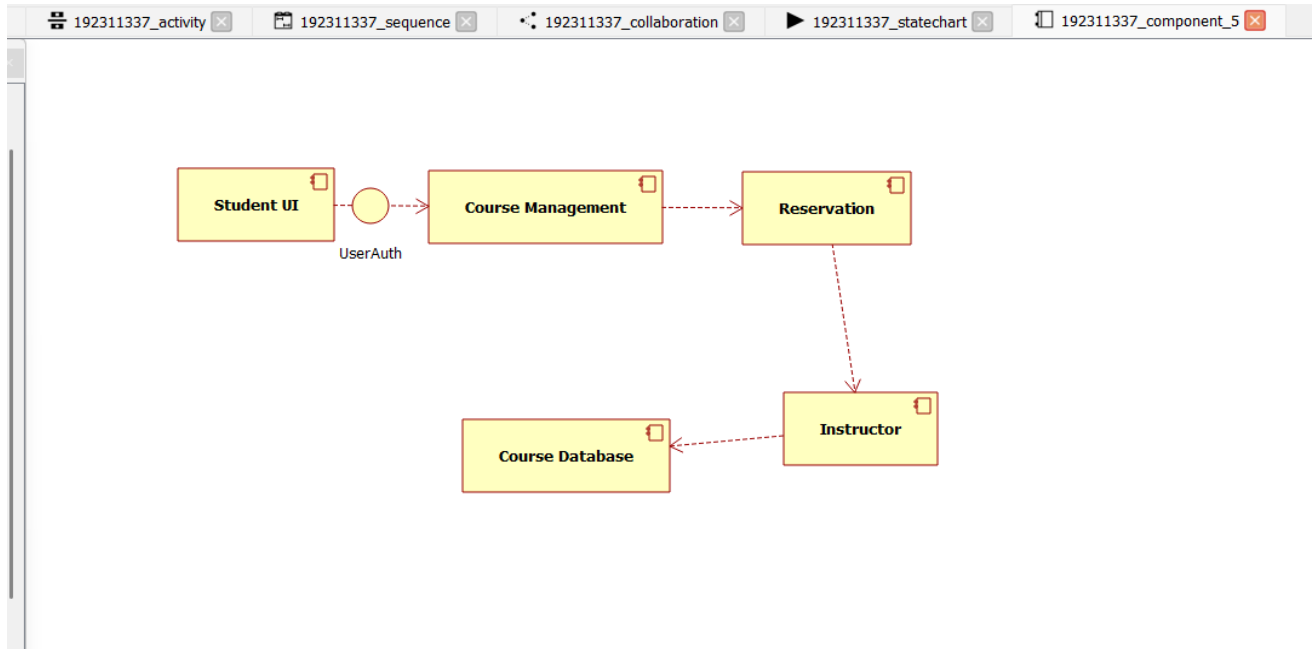 192311337_activity
192311337_sequence
192311337_collaboration
192311337_statechart
192311337_component_5
Student UI
UserAuth
Course Management
Reservation
Course Database
Instructor